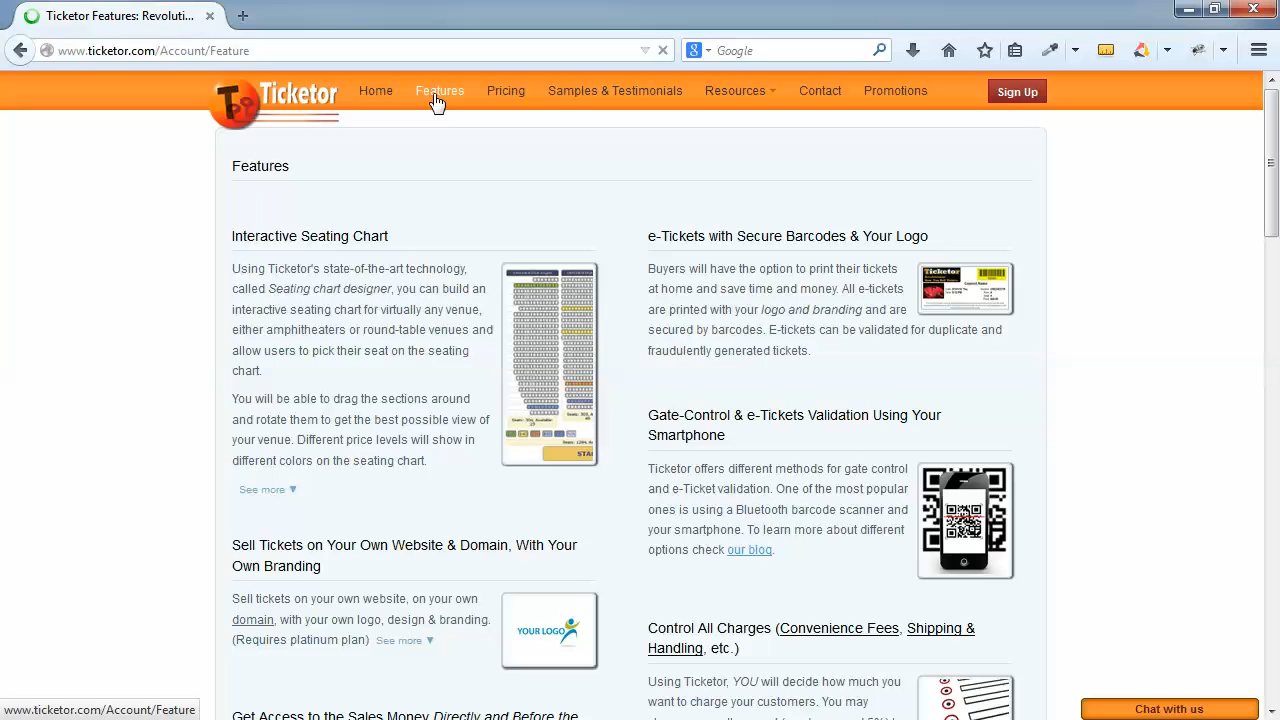 Ticketor Features: Revoluti...
www.ticketor.com/Account/Feature
Google
Ticketor
Home
Features
Pricing
Samples & Testimonials
Resources
Contact
Promotions
Sign Up
Features
Interactive Seating Chart
Using Ticketor's state-of-the-art technology,
called Seating chart designer, you can build an
interactive seating chart for virtually any venue,
either amphitheaters or round-table venues and
allow users to pick their seat on the seating
chart.
You will be able to drag the sections around
and rotate them to get the best possible view of
your venue. Different price levels will show in
different colors on the seating chart.
See more ▼
Sell Tickets on Your Own Website & Domain, With Your
Own Branding
Sell tickets on your own website, on your own
domain, with your own logo, design & branding.
(Requires platinum plan) See more ▼
YOUR LOGO
Get Access to the Sales Money Directly and Before the
e-Tickets with Secure Barcodes & Your Logo
Buyers will have the option to print their tickets
at home and save time and money. All e-tickets
are printed with your logo and branding and are
secured by barcodes. E-tickets can be validated for duplicate and
fraudulently generated tickets.
Ticketor
Gate-Control & e-Tickets Validation Using Your
Smartphone
Ticketor offers different methods for gate control
and e-Ticket validation. One of the most popular
ones is using a Bluetooth barcode scanner and
your smartphone. To learn more about different
options check our blog.
Control All Charges (Convenience Fees, Shipping &
Handling, etc.)
Using Ticketor, YOU will decide how much you
want to charge your customers. You may
www.ticketor.com/Account/Feature
Chat with us